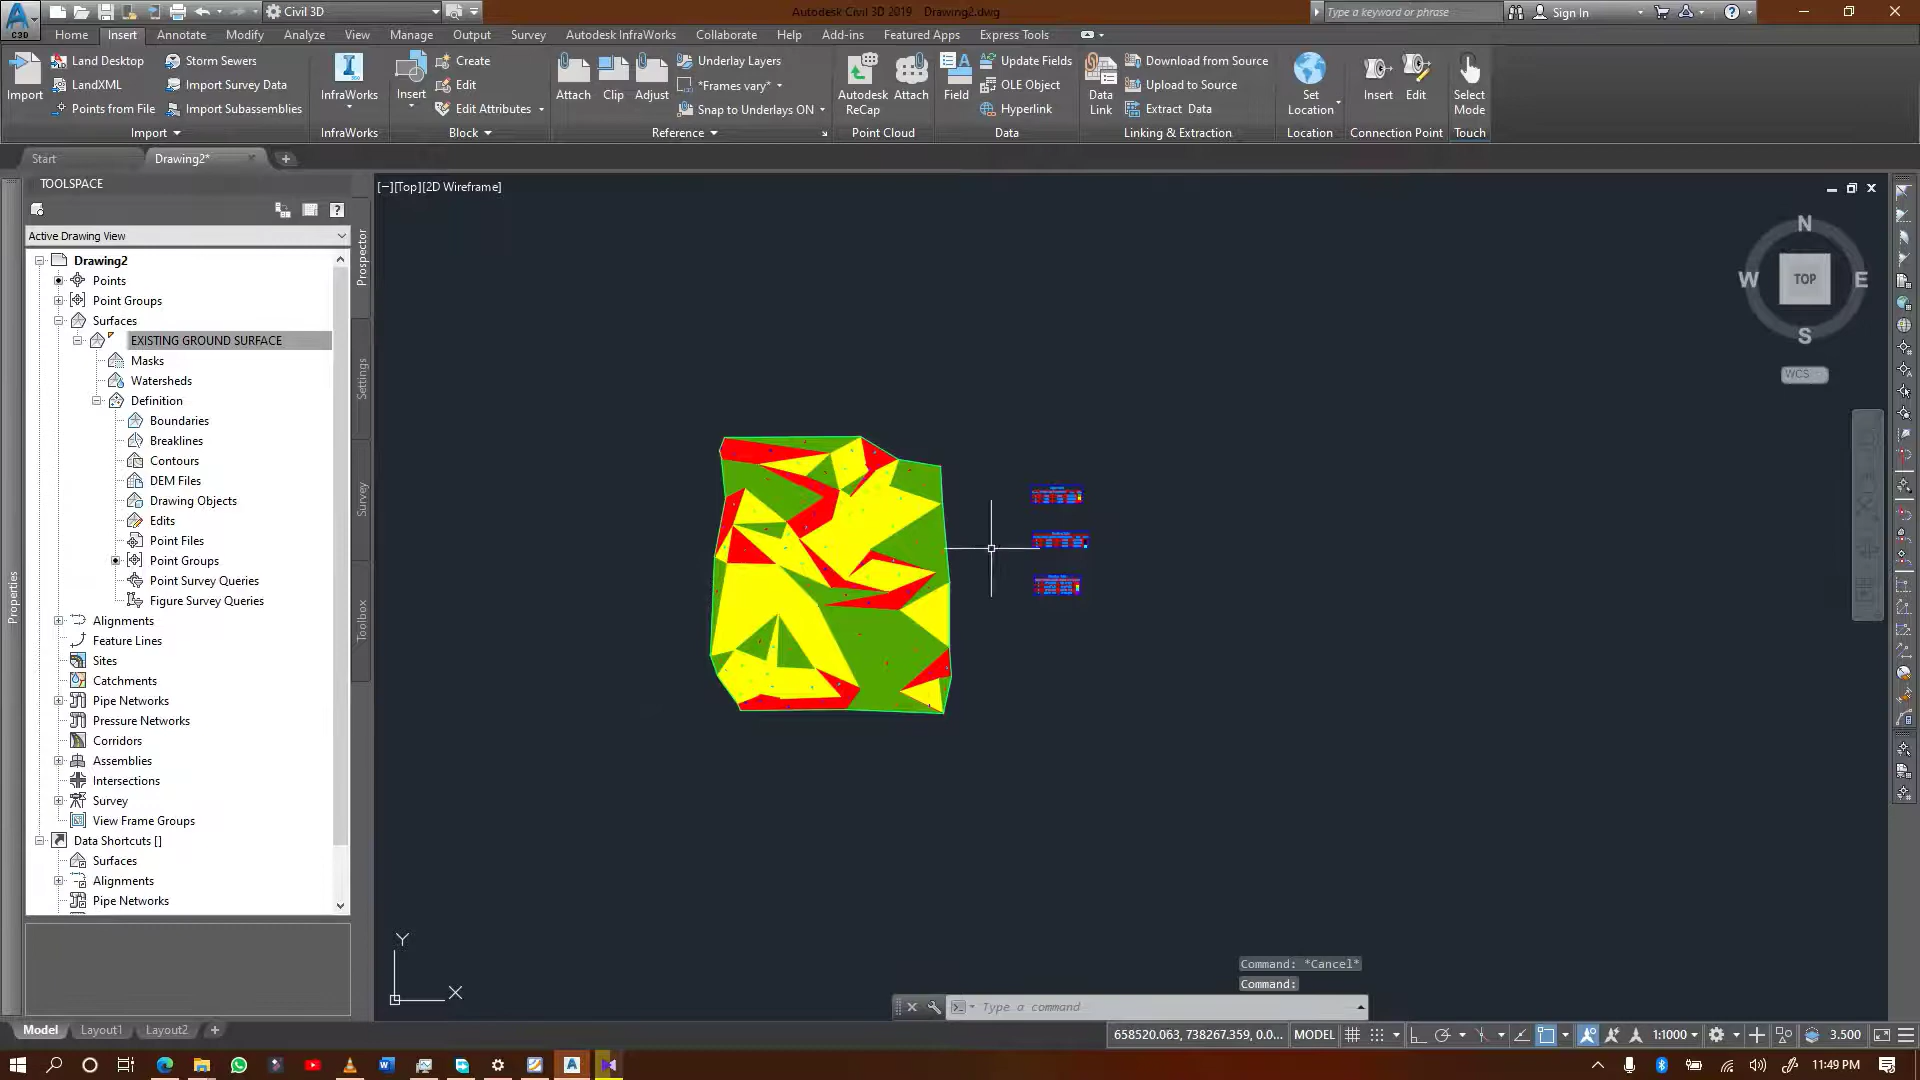 Civil 3D
Autodesk Civil 3D 2019 Drawing2.dwg
Type a keyword or phrase
Sign In
C3D
Home Insert Annotate Modify Analyze View Manage Output Survey Autodesk InfraWorks Collaborate Help Add-ins Featured Apps Express Tools
Import
Land Desktop
LandXML
Points from File
Storm Sewers
Import Survey Data
Import Subassemblies
Import
InfraWorks
InfraWorks
Insert
Create
Edit
Edit Attributes
Block
Attach
Clip
Adjust
Underlay Layers
*Frames vary*
Snap to Underlays ON
Reference
Autodesk
ReCap
Attach
Point Cloud
Field
Update Fields
OLE Object
Hyperlink
Data
Data
Link
Download from Source
Upload to Source
Extract Data
Linking & Extraction
Set
Location
Location
Insert
Edit
Connection Point
Select
Mode
Touch
Start
Drawing2*
TOOLSPACE
Active Drawing View
Drawing2
Points
Point Groups
Surfaces
EXISTING GROUND SURFACE
Masks
Watersheds
Definition
Boundaries
Breaklines
Contours
DEM Files
Drawing Objects
Edits
Point Files
Point Groups
Point Survey Queries
Figure Survey Queries
Alignments
Feature Lines
Sites
Catchments
Pipe Networks
Pressure Networks
Corridors
Assemblies
Intersections
Survey
View Frame Groups
Data Shortcuts []
Surfaces
Alignments
Pipe Networks
Prospector
Settings
Survey
Toolbox
Properties
[−][Top][2D Wireframe]
N
W
TOP
E
S
WCS
Y
X
Command: *Cancel*
Command:
Type a command
Model
Layout1
Layout2
658520.063, 738267.359, 0.0...
MODEL
1:1000
3.500
11:49 PM